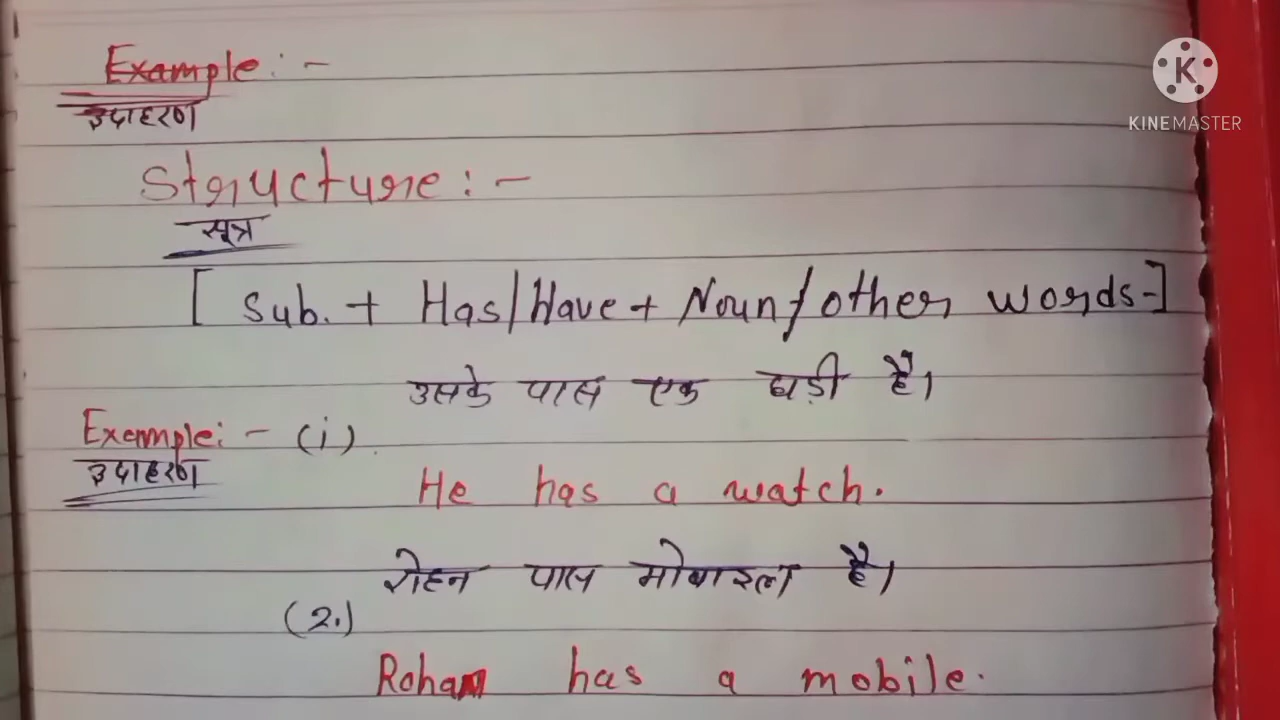 Example :-
उदाहरण
Structure :-
सूत्र
[ Sub. + Has/Have + Noun/other words-]
उसके पास एक घड़ी है।
Example :- (i)
उदाहरण
He has a watch.
रोहन पास मोबाइल है।
(2.)
Rohan has a mobile.
K
KINEMASTER